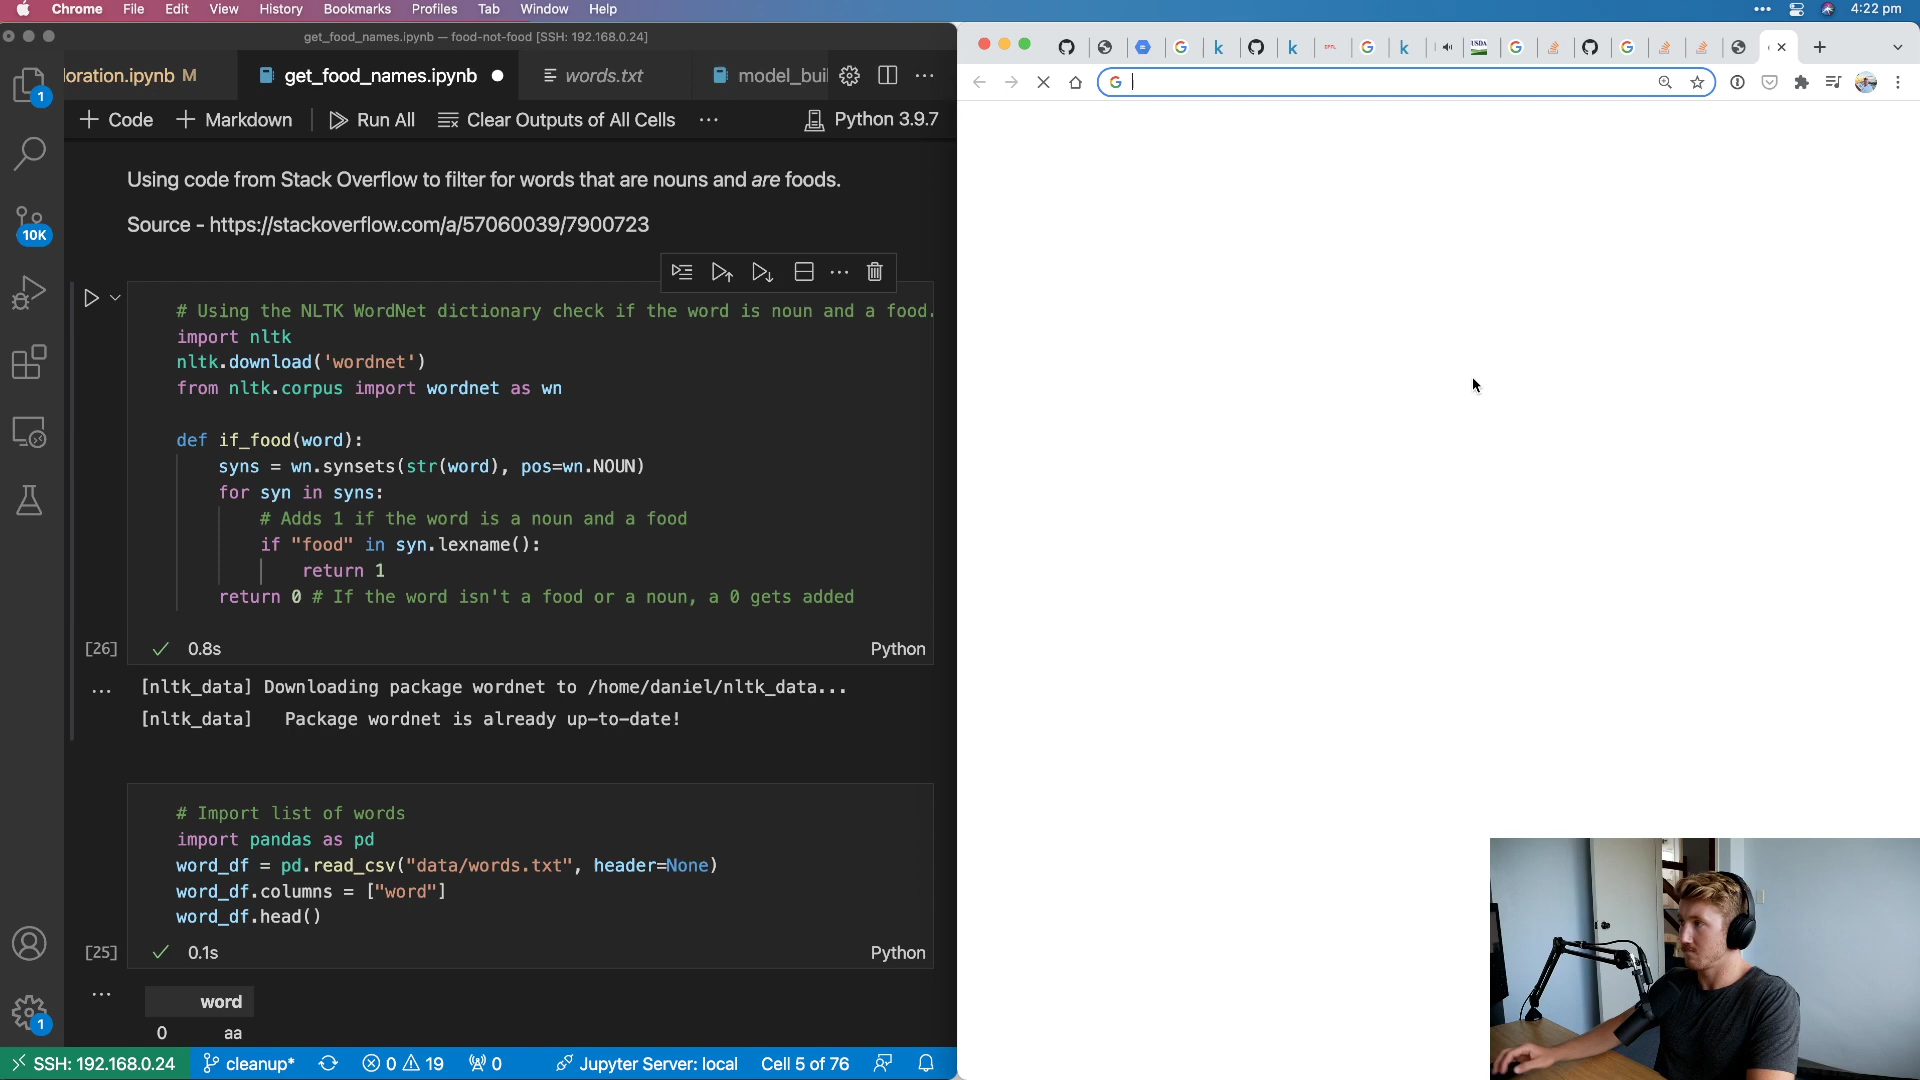 Chrome File Edit View History Bookmarks Profiles Tab Window Help
4:22 pm
get_food_names.ipynb — food-not-food [SSH: 192.168.0.24]
loration.ipynb M
get_food_names.ipynb
words.txt
model_bui
Code
Markdown
Run All
Clear Outputs of All Cells
Python 3.9.7
1
10K
Using code from Stack Overflow to filter for words that are nouns and are foods.
Source - https://stackoverflow.com/a/57060039/7900723
# Using the NLTK WordNet dictionary check if the word is noun and a food.
import nltk
nltk.download('wordnet')
from nltk.corpus import wordnet as wn
def if_food(word):
syns = wn.synsets(str(word), pos=wn.NOUN)
for syn in syns:
# Adds 1 if the word is a noun and a food
if "food" in syn.lexname():
return 1
return 0 # If the word isn't a food or a noun, a 0 gets added
[26]
0.8s
Python
... [nltk_data] Downloading package wordnet to /home/daniel/nltk_data...
[nltk_data] Package wordnet is already up-to-date!
# Import list of words
import pandas as pd
word_df = pd.read_csv("data/words.txt", header=None)
word_df.columns = ["word"]
word_df.head()
[25]
0.1s
Python
...
word
0 aa
1
SSH: 192.168.0.24
cleanup*
0
19
0
Jupyter Server: local
Cell 5 of 76
USDA